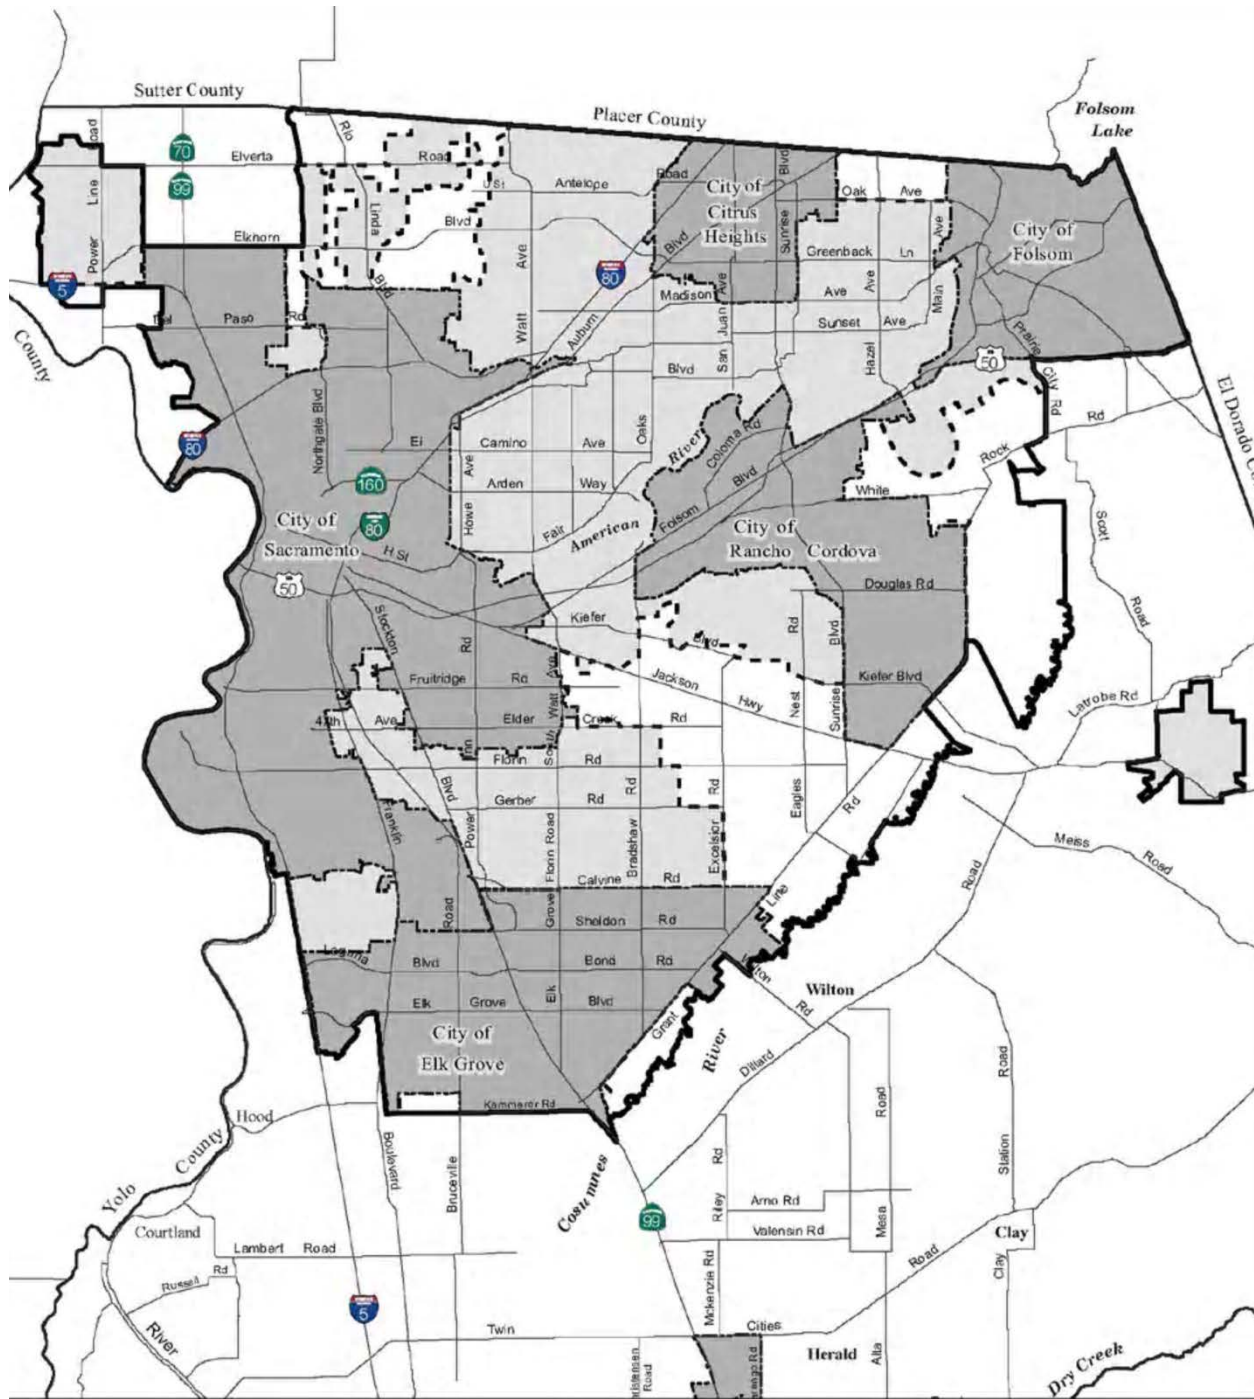 Sutter County
Placer County
Folsom
Lake
70
99
Elverta
Road
Rio
Linda
Blvd
U St
Antelope
Road
City of
Citrus
Heights
Blvd
Sunrise
Oak Ave
City of
Folsom
Power
Line
Elkhorn
Blvd
Greenback Ln
Ave
5
80
Watt
Ave
Madison
Ave
Auburn
Blvd
San Juan
Ave
Sunset Ave
Hazel
Ave
Main
Ave
Paso Rd
Blvd
County
50
Prairie
City Rd
El Dorado
Northgate Blvd
80
El
Camino
Ave
Oaks
Blvd
River
Coloma Rd
Rock
Rd
160
Arden Way
Howe
Ave
Fair
American
Folsom
Blvd
White
Scott
Road
City of
Sacramento
80
H St
50
City of
Rancho Cordova
Douglas Rd
Stockton
Blvd
Kiefer
Blvd
Rd
Fruitridge Rd
Jackson
Hwy
Kiefer Blvd
Sunrise
Blvd
Latrobe Rd
Ave
Elder Creek Rd
South Watt
Ave
Florin Rd
Gerber Rd
Franklin
Power
Florin Road
Bradshaw
Rd
Excelsior
Rd
Eagles
Nest
Rd
Rd
Meiss
Road
Calvine Rd
Line
Road
Sheldon Rd
Grove
Laguna
Blvd
Bond Rd
Wilton
Rd
Wilton
Elk Grove Blvd
Elk
Grant
City of
Elk Grove
River
Dillard
Road
Kammerer Rd
Hood
County
Yolo
Boulevard
Bruceville
Cosumnes
Road
Station
Road
99
Riley
Rd
Arno Rd
Mesa
Valensin Rd
Courtland
Lambert Road
Clay
Clay
Road
Russell Rd
River
5
Mckenzie Rd
Twin
Cities
Herald
Alta
Road
Dry Creek